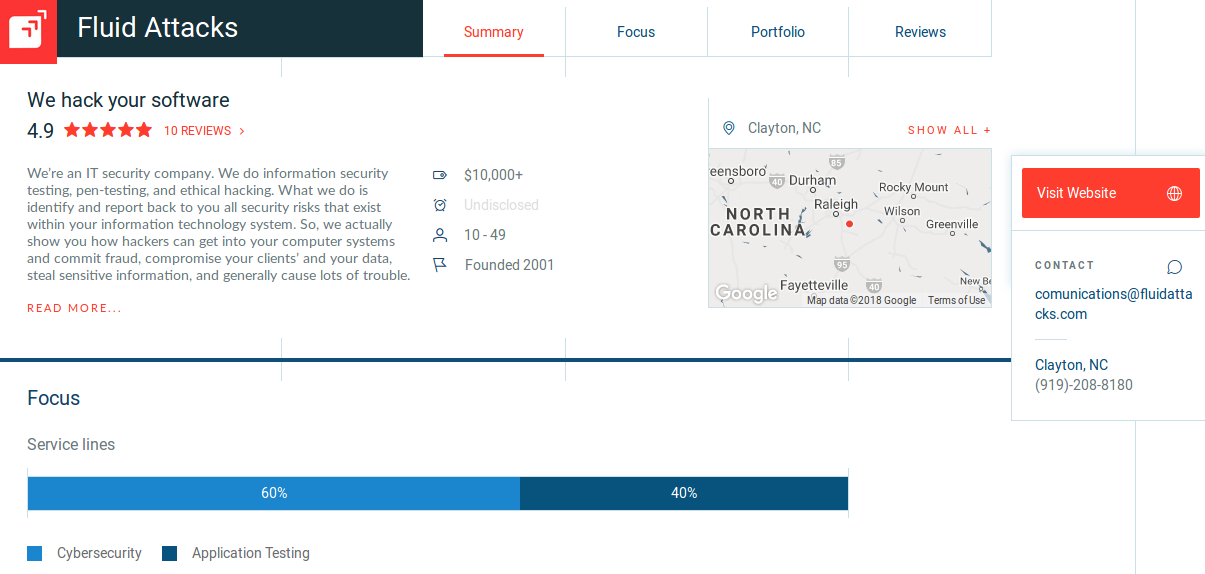 Fluid Attacks
Summary
Focus
Portfolio
Reviews
We hack your software
4.9
10 REVIEWS >
We're an IT security company. We do information security
testing, pen-testing, and ethical hacking. What we do is
identify and report back to you all security risks that exist
within your information technology system. So, we actually
show you how hackers can get into your computer systems
and commit fraud, compromise your clients' and your data,
steal sensitive information, and generally cause lots of trouble.
READ MORE...
$10,000+
Undisclosed
10 - 49
Founded 2001
Clayton, NC
SHOW ALL +
eensboro
85
40
Durham
Rocky Mount
Raleigh
Wilson
NORTH
CAROLINA
Greenville
95
Fayetteville
40
New Be
Google
Map data ©2018 Google
Terms of Use
Visit Website
CONTACT
comunications@fluidatta
cks.com
Clayton, NC
(919)-208-8180
Focus
Service lines
60%
40%
Cybersecurity
Application Testing